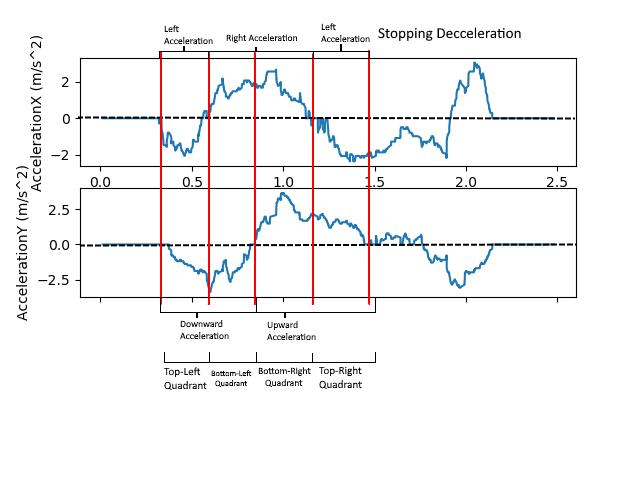 Left
Acceleration
Right Acceleration
Left
Acceleration
Stopping Decceleration
AccelerationX (m/s^2)
2
0
−2
0.0 0.5 1.0 1.5 2.0 2.5
AccelerationY (m/s^2)
2.5
0.0
−2.5
Downward
Acceleration
Upward
Acceleration
Top-Left
Quadrant
Bottom-Left
Quadrant
Bottom-Right
Quadrant
Top-Right
Quadrant